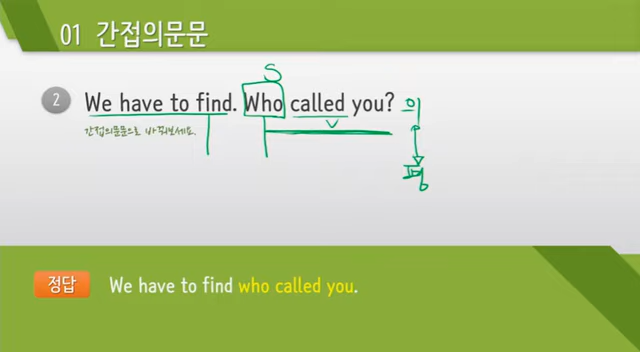 01 간접의문문
S
2 We have to find. Who called you? 의
V
간접의문문으로 바꿔보세요.
평
정답 We have to find who called you.